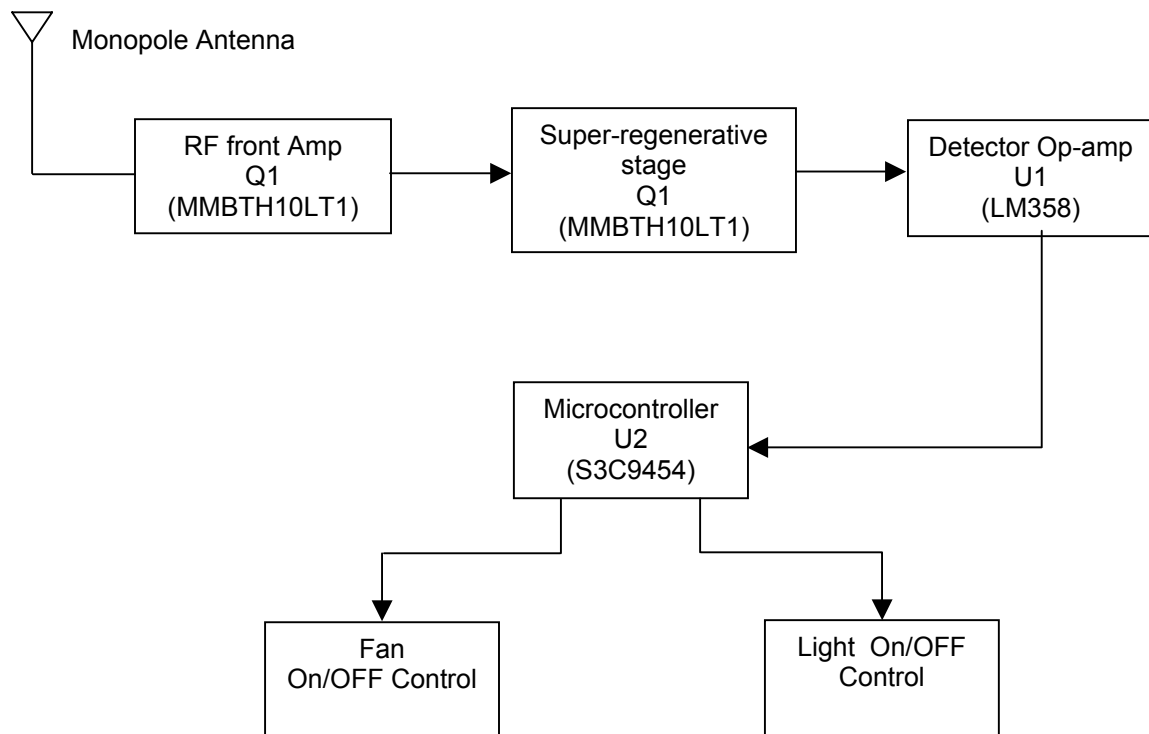 Monopole Antenna
RF front Amp
Q1
(MMBTH10LT1)
Super-regenerative
stage
Q1
(MMBTH10LT1)
Detector Op-amp
U1
(LM358)
Microcontroller
U2
(S3C9454)
Fan
On/OFF Control
Light  On/OFF
Control